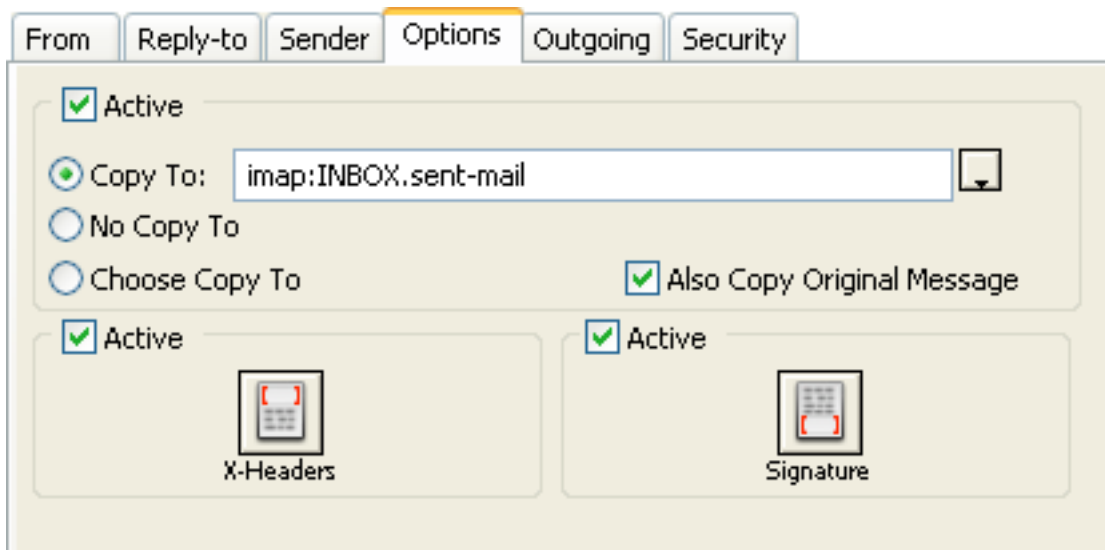 From Reply-to Sender Options Outgoing Security
Active
Copy To: imap:INBOX.sent-mail
No Copy To
Choose Copy To Also Copy Original Message
Active Active
X-Headers Signature